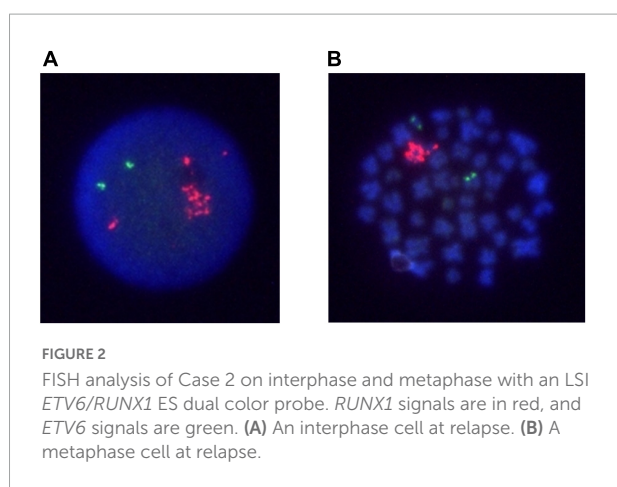 A
B
FIGURE 2
FISH analysis of Case 2 on interphase and metaphase with an LSI
ETV6/RUNX1 ES dual color probe. RUNX1 signals are in red, and
ETV6 signals are green. (A) An interphase cell at relapse. (B) A
metaphase cell at relapse.